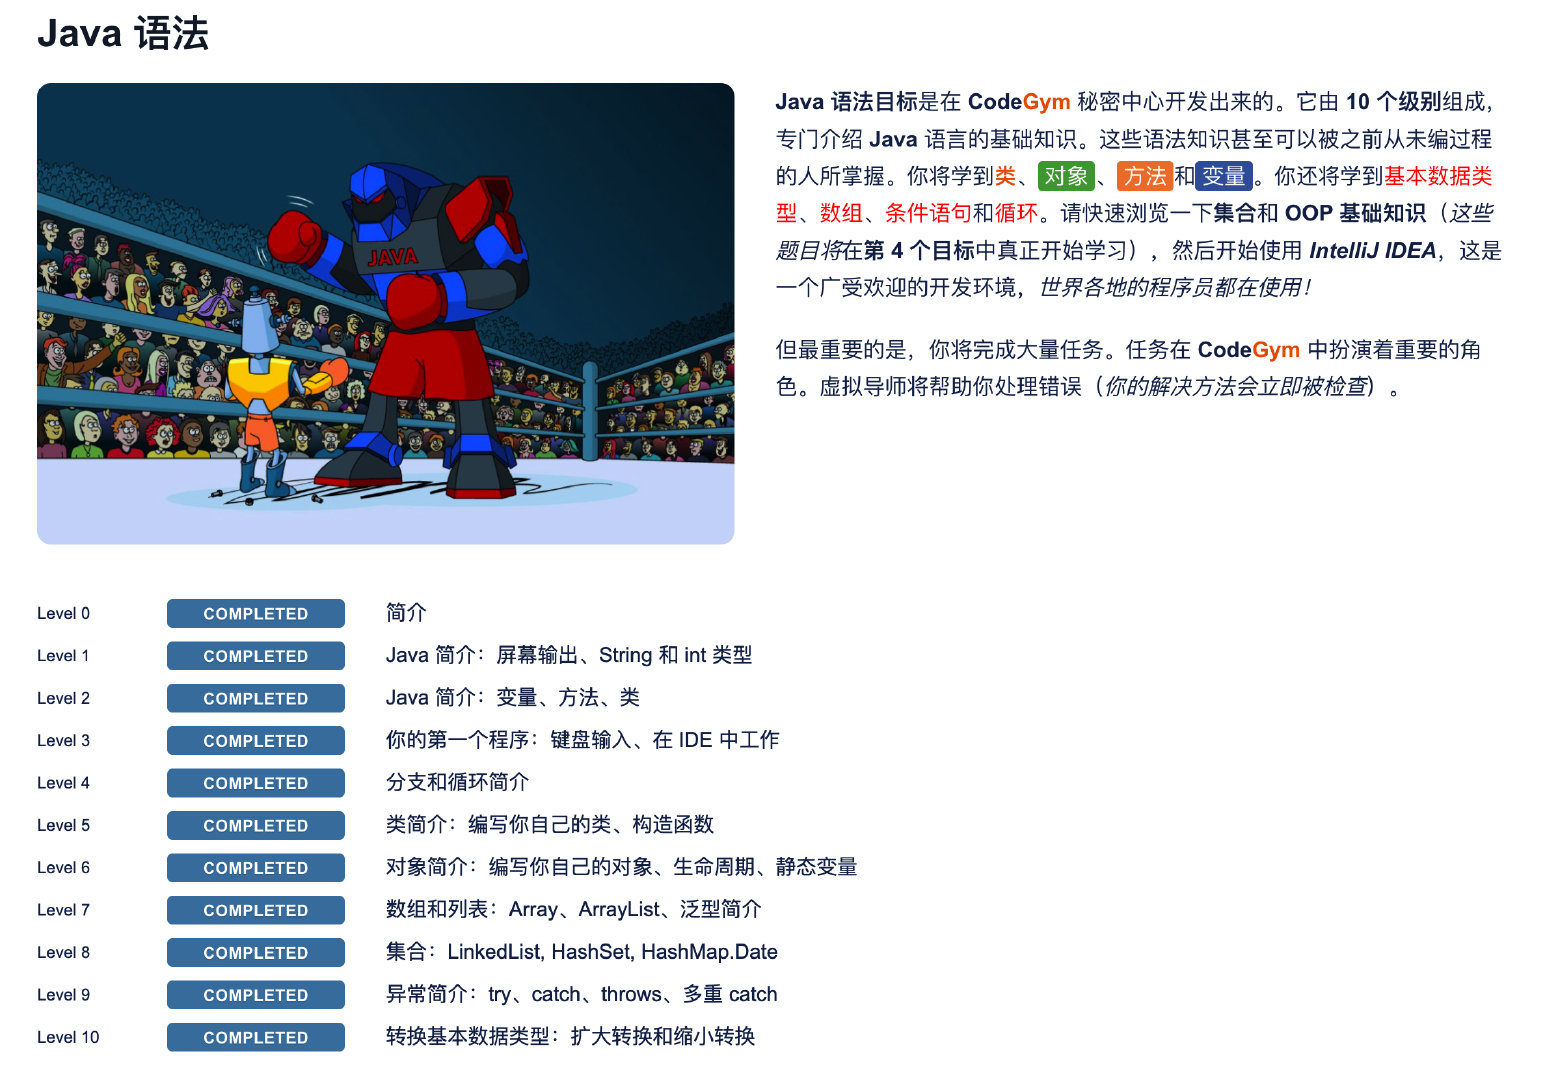 Java 语法
JAVA
Java 语法目标是在 CodeGym 秘密中心开发出来的。它由 10 个级别组成，
专门介绍 Java 语言的基础知识。这些语法知识甚至可以被之前从未编过程
的人所掌握。你将学到类、对象、方法和变量。你还将学到基本数据类
型、数组、条件语句和循环。请快速浏览一下集合和 OOP 基础知识（这些
题目将在第 4 个目标中真正开始学习），然后开始使用 IntelliJ IDEA，这是
一个广受欢迎的开发环境，世界各地的程序员都在使用！
但最重要的是，你将完成大量任务。任务在 CodeGym 中扮演着重要的角
色。虚拟导师将帮助你处理错误（你的解决方法会立即被检查）。
Level 0 COMPLETED 简介
Level 1 COMPLETED Java 简介：屏幕输出、String 和 int 类型
Level 2 COMPLETED Java 简介：变量、方法、类
Level 3 COMPLETED 你的第一个程序：键盘输入、在 IDE 中工作
Level 4 COMPLETED 分支和循环简介
Level 5 COMPLETED 类简介：编写你自己的类、构造函数
Level 6 COMPLETED 对象简介：编写你自己的对象、生命周期、静态变量
Level 7 COMPLETED 数组和列表：Array、ArrayList、泛型简介
Level 8 COMPLETED 集合：LinkedList, HashSet, HashMap.Date
Level 9 COMPLETED 异常简介：try、catch、throws、多重 catch
Level 10 COMPLETED 转换基本数据类型：扩大转换和缩小转换